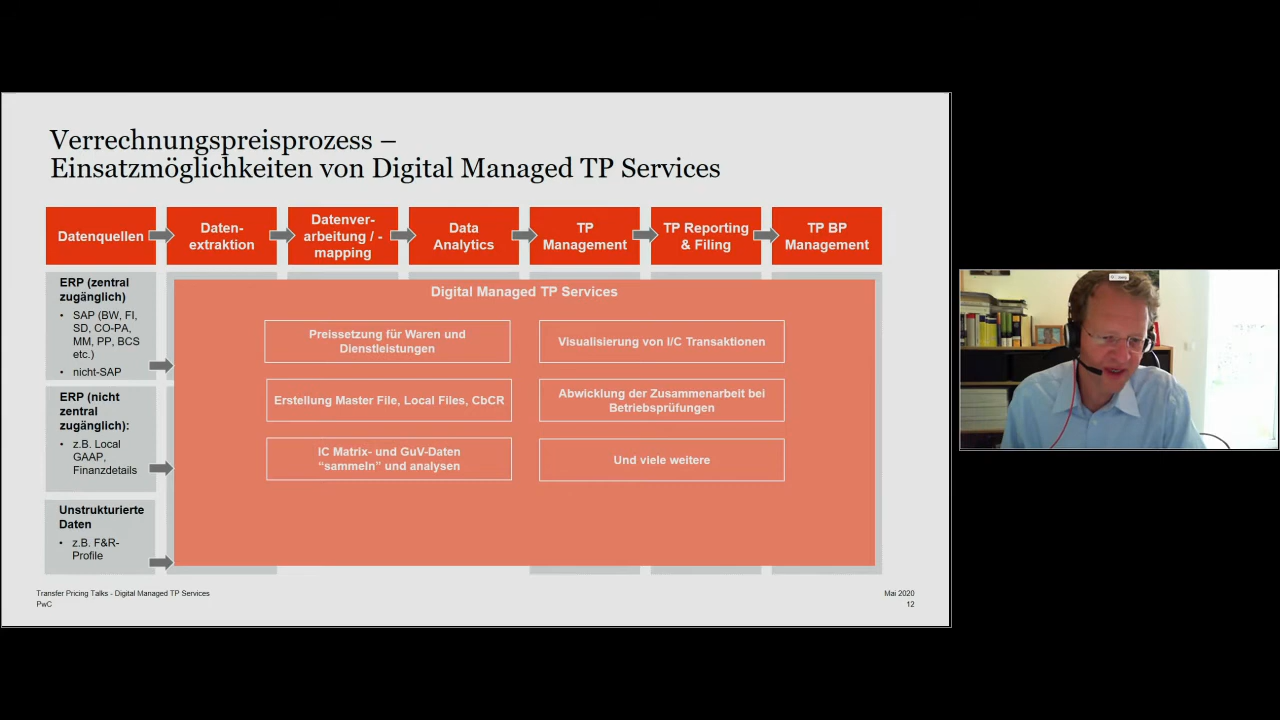 Verrechnungspreisprozess –
Einsatzmöglichkeiten von Digital Managed TP Services
Datenquellen
Daten-
extraktion
Datenver-
arbeitung / -
mapping
Data
Analytics
TP
Management
TP Reporting
& Filing
TP BP
Management
ERP (zentral
zugänglich)
• SAP (BW, FI,
SD, CO-PA,
MM, PP, BCS
etc.)
• nicht-SAP
ERP (nicht
zentral
zugänglich):
• z.B. Local
GAAP,
Finanzdetails
Unstrukturierte
Daten
• z.B. F&R-
Profile
Digital Managed TP Services
Preissetzung für Waren und
Dienstleistungen
Visualisierung von I/C Transaktionen
Erstellung Master File, Local Files, CbCR
Abwicklung der Zusammenarbeit bei
Betriebsprüfungen
IC Matrix- und GuV-Daten
“sammeln” und analysen
Und viele weitere
Transfer Pricing Talks - Digital Managed TP Services
PwC
Mai 2020
12